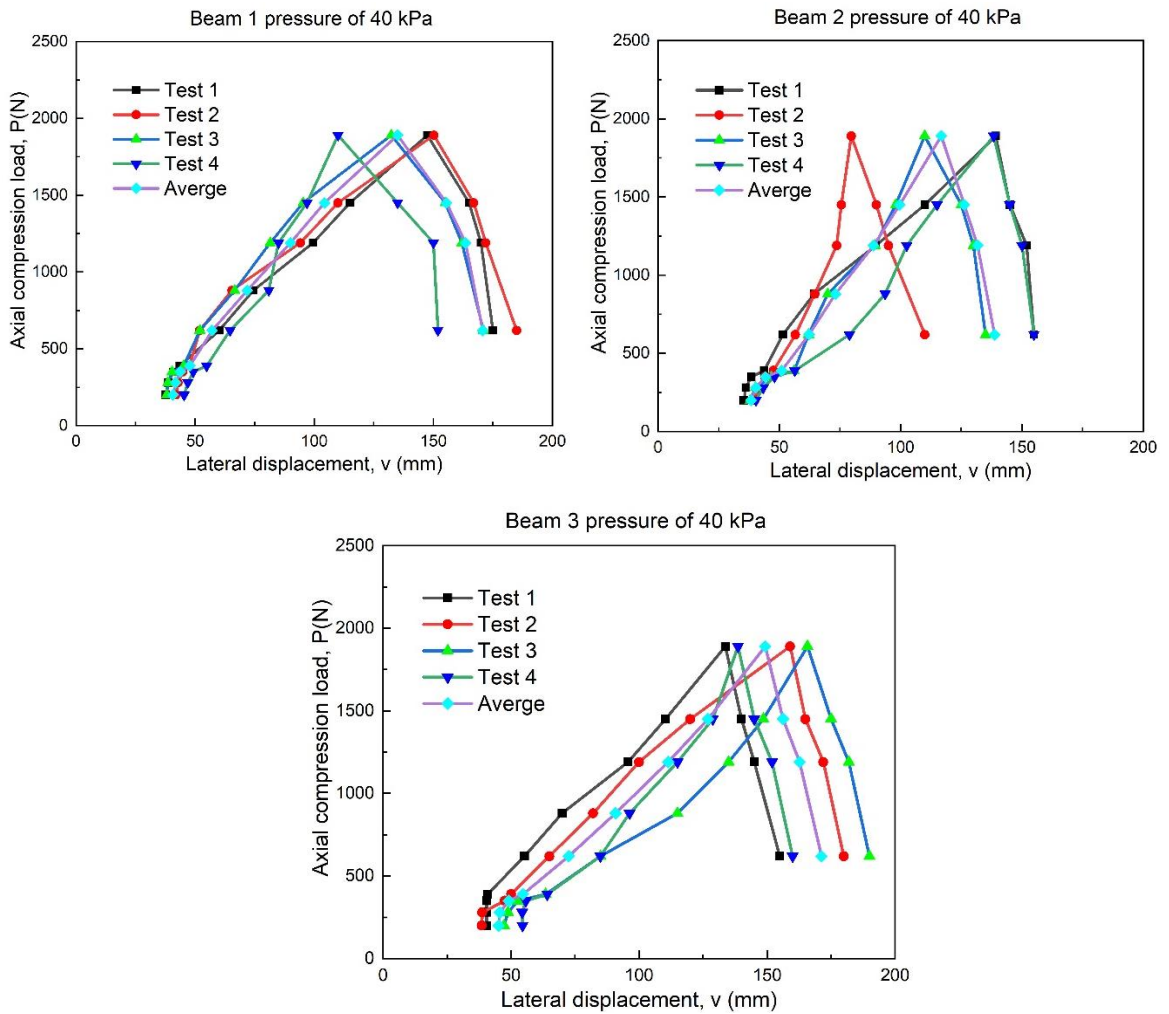 Beam 1 pressure of 40 kPa
2500
2000
1500
1000
500
0
Axial compression load, P(N)
Test 1
Test 2
Test 3
Test 4
Averge
0
50
100
150
200
Lateral displacement, v (mm)
Beam 2 pressure of 40 kPa
2500
2000
1500
1000
500
0
Axial compression load, P(N)
Test 1
Test 2
Test 3
Test 4
Averge
0
50
100
150
200
Lateral displacement, v (mm)
Beam 3 pressure of 40 kPa
2500
2000
1500
1000
500
0
Axial compression load, P(N)
Test 1
Test 2
Test 3
Test 4
Averge
0
50
100
150
200
Lateral displacement, v (mm)